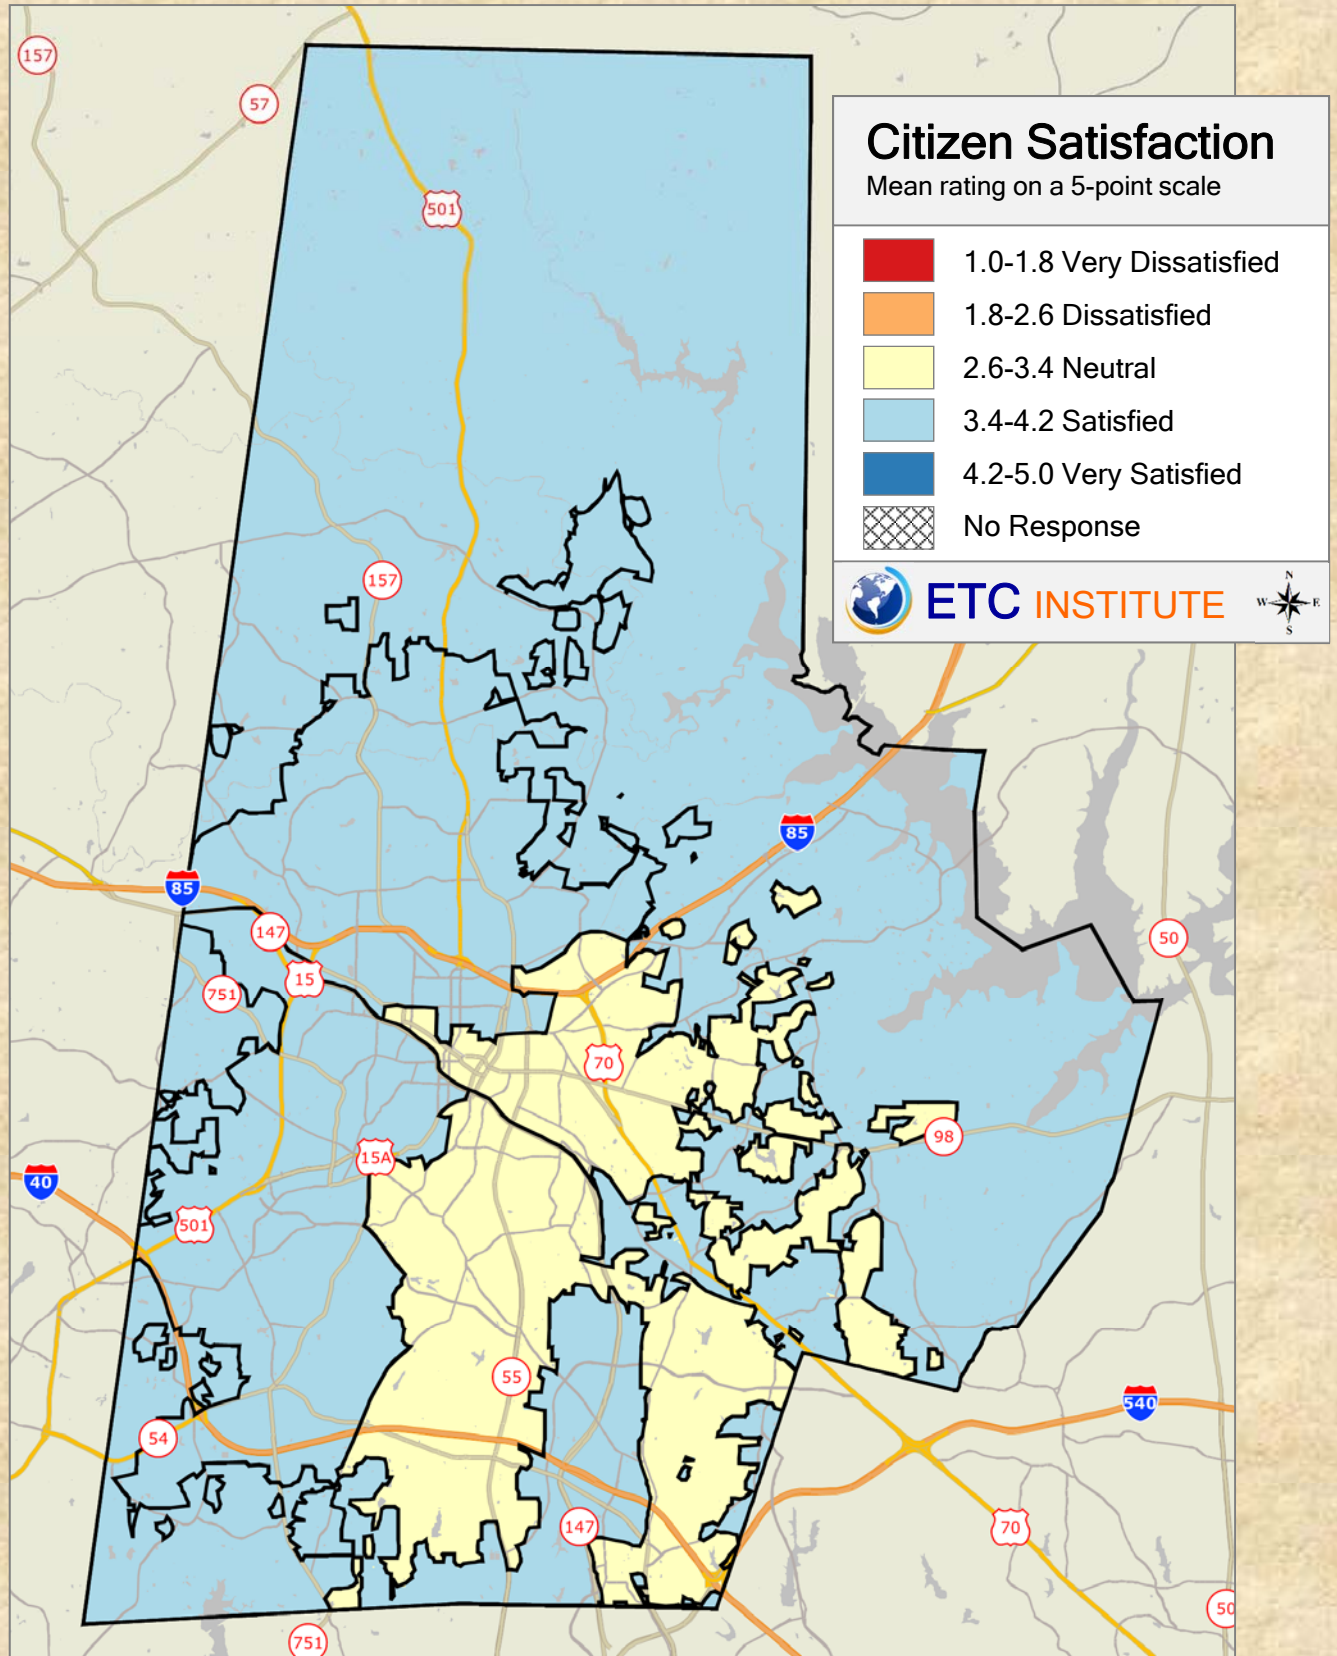 157
57
501
Citizen Satisfaction
Mean rating on a 5-point scale
1.0-1.8 Very Dissatisfied
1.8-2.6 Dissatisfied
2.6-3.4 Neutral
3.4-4.2 Satisfied
4.2-5.0 Very Satisfied
No Response
ETC INSTITUTE
N
W E
S
157
85
85
147
50
15
751
70
98
15A
40
501
55
540
54
147
70
50
751